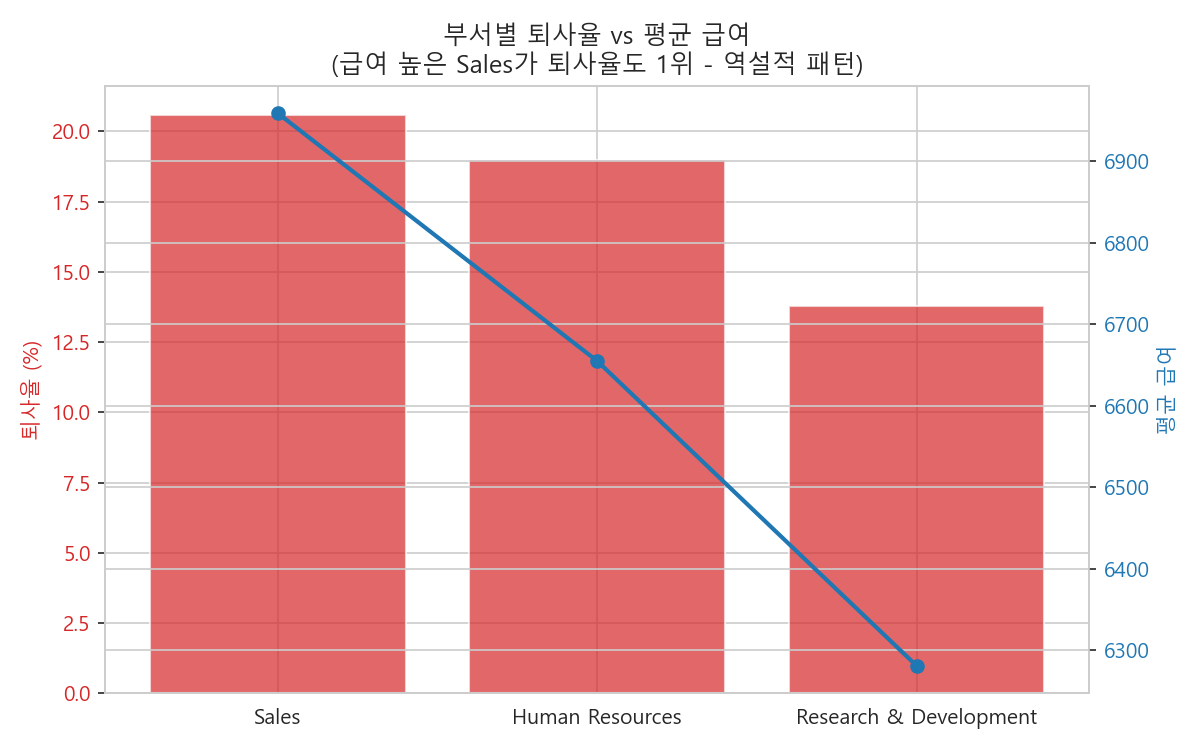 부서별 퇴사율 vs 평균 급여
(급여 높은 Sales가 퇴사율도 1위 - 역설적 패턴)
퇴사율 (%)
20.0
17.5
15.0
12.5
10.0
7.5
5.0
2.5
0.0
6900
6800
6700
6600
6500
6400
6300
평균 급여
Sales
Human Resources
Research & Development